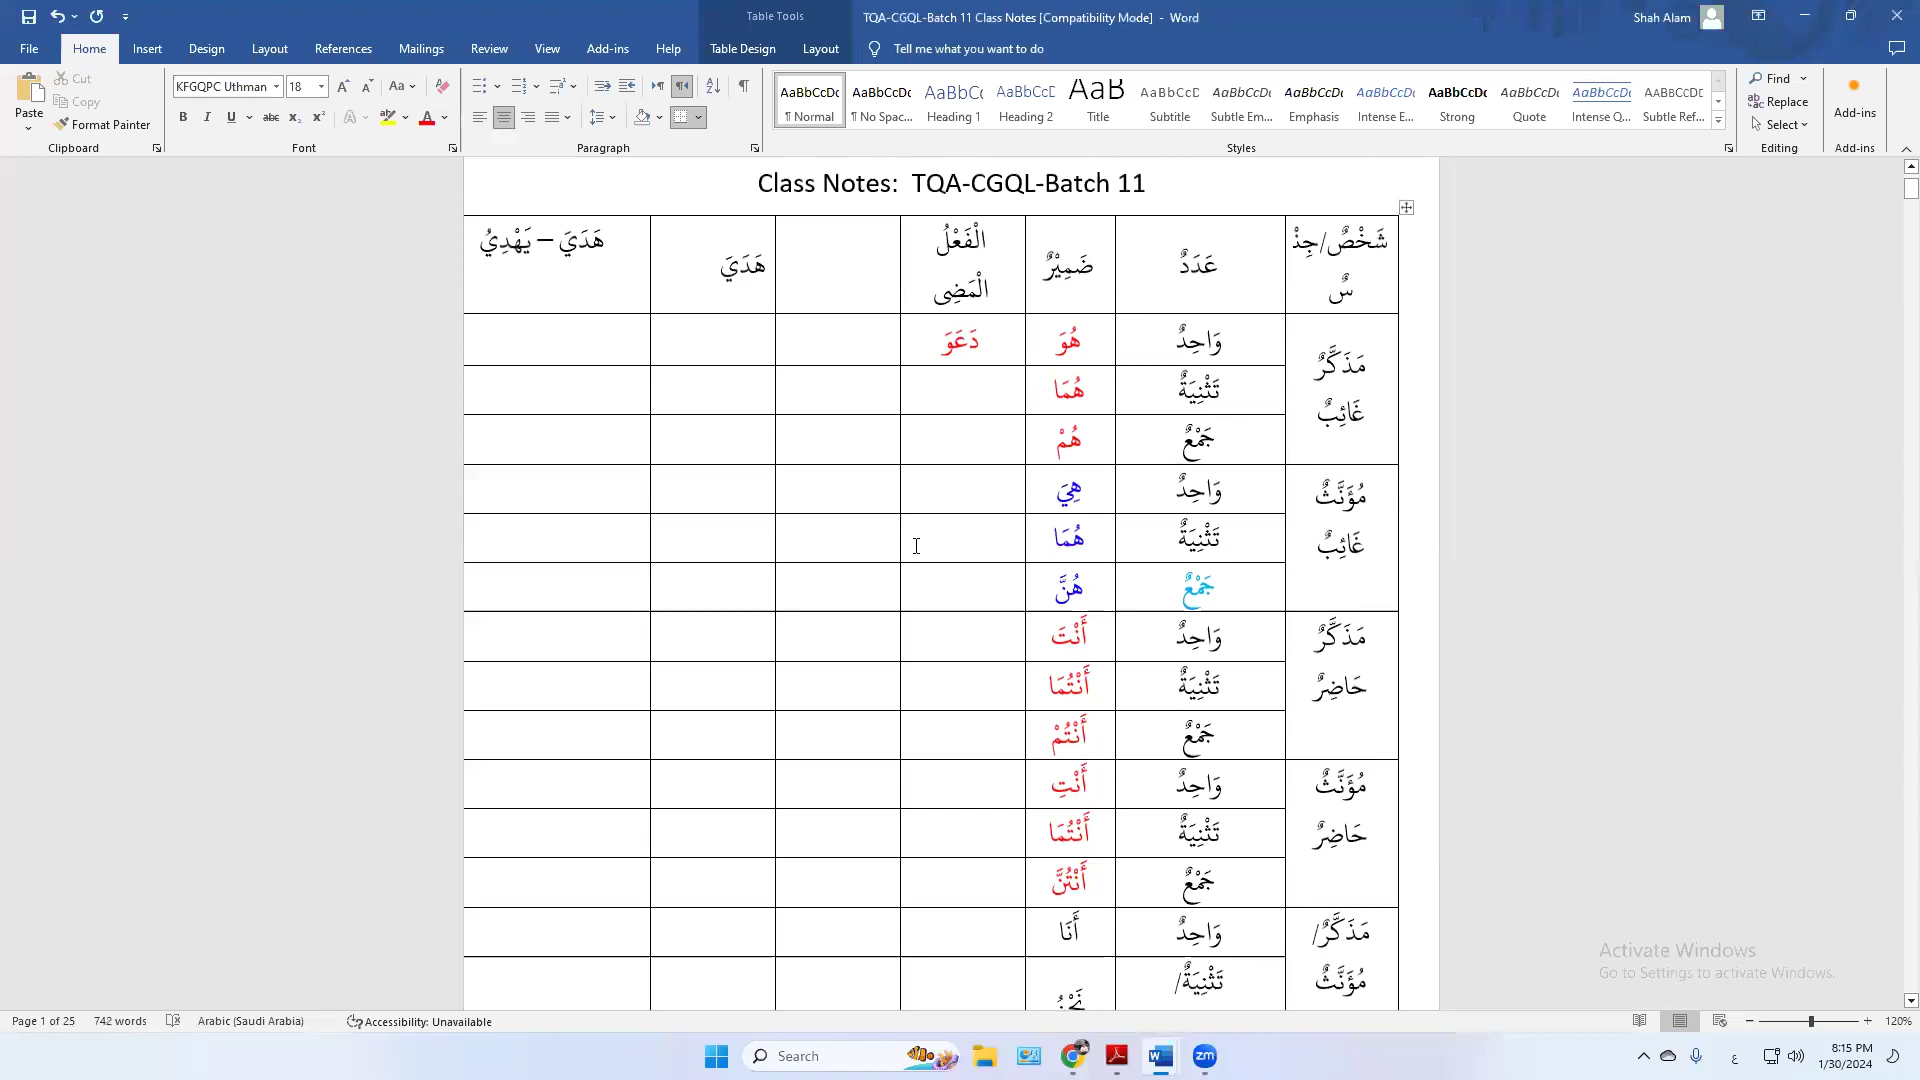 Table Tools
TQA-CGQL-Batch 11 Class Notes [Compatibility Mode] - Word
Shah Alam
File Home Insert Design Layout References Mailings Review View Add-ins Help Table Design Layout Tell me what you want to do
Paste
Cut
Copy
Format Painter
Clipboard
KFGQPC Uthman 18
Font
Paragraph
AaBbCcDc ¶ Normal
AaBbCcDc ¶ No Spac...
AaBbCc Heading 1
AaBbCcD Heading 2
AaB Title
AaBbCcD Subtitle
AaBbCcDc Subtle Em...
AaBbCcDc Emphasis
AaBbCcDc Intense E...
AaBbCcDc Strong
AaBbCcDc Quote
AaBbCcDc Intense Q...
AaBbCcDc Subtle Ref...
Styles
Find
Replace
Select
Editing
Add-ins
Add-ins
Class Notes: TQA-CGQL-Batch 11
شَخْصٌ/جِذْ
سٌ
عَدَدٌ
ضَمِيْرٌ
الْفَعْلُ
الْمَضِى
هَدَيَ
هَدَيَ – يَهْدِيُ
مَذَكَّرٌ
غَائِبٌ
وَاحِدٌ هُوَ دَعَوَ
تَثْنِيَةٌ هُمَا
جَمْعٌ هُمْ
مُؤَنَّثٌ
غَائِبٌ
وَاحِدٌ هِيَ
تَثْنِيَةٌ هُمَا
جَمْعٌ هُنَّ
مَذَكَّرٌ
حَاضِرٌ
وَاحِدٌ أَنْتَ
تَثْنِيَةٌ أَنْتُمَا
جَمْعٌ أَنْتُمْ
مُؤَنَّثٌ
حَاضِرٌ
وَاحِدٌ أَنْتِ
تَثْنِيَةٌ أَنْتُمَا
جَمْعٌ أَنْتُنَّ
مَذَكَّرٌ/
مُؤَنَّثٌ
وَاحِدٌ أَنَا
تَثْنِيَةٌ/ نَحْنُ
Activate Windows
Go to Settings to activate Windows.
Page 1 of 25 742 words Arabic (Saudi Arabia) Accessibility: Unavailable 120%
Search
8:15 PM
1/30/2024